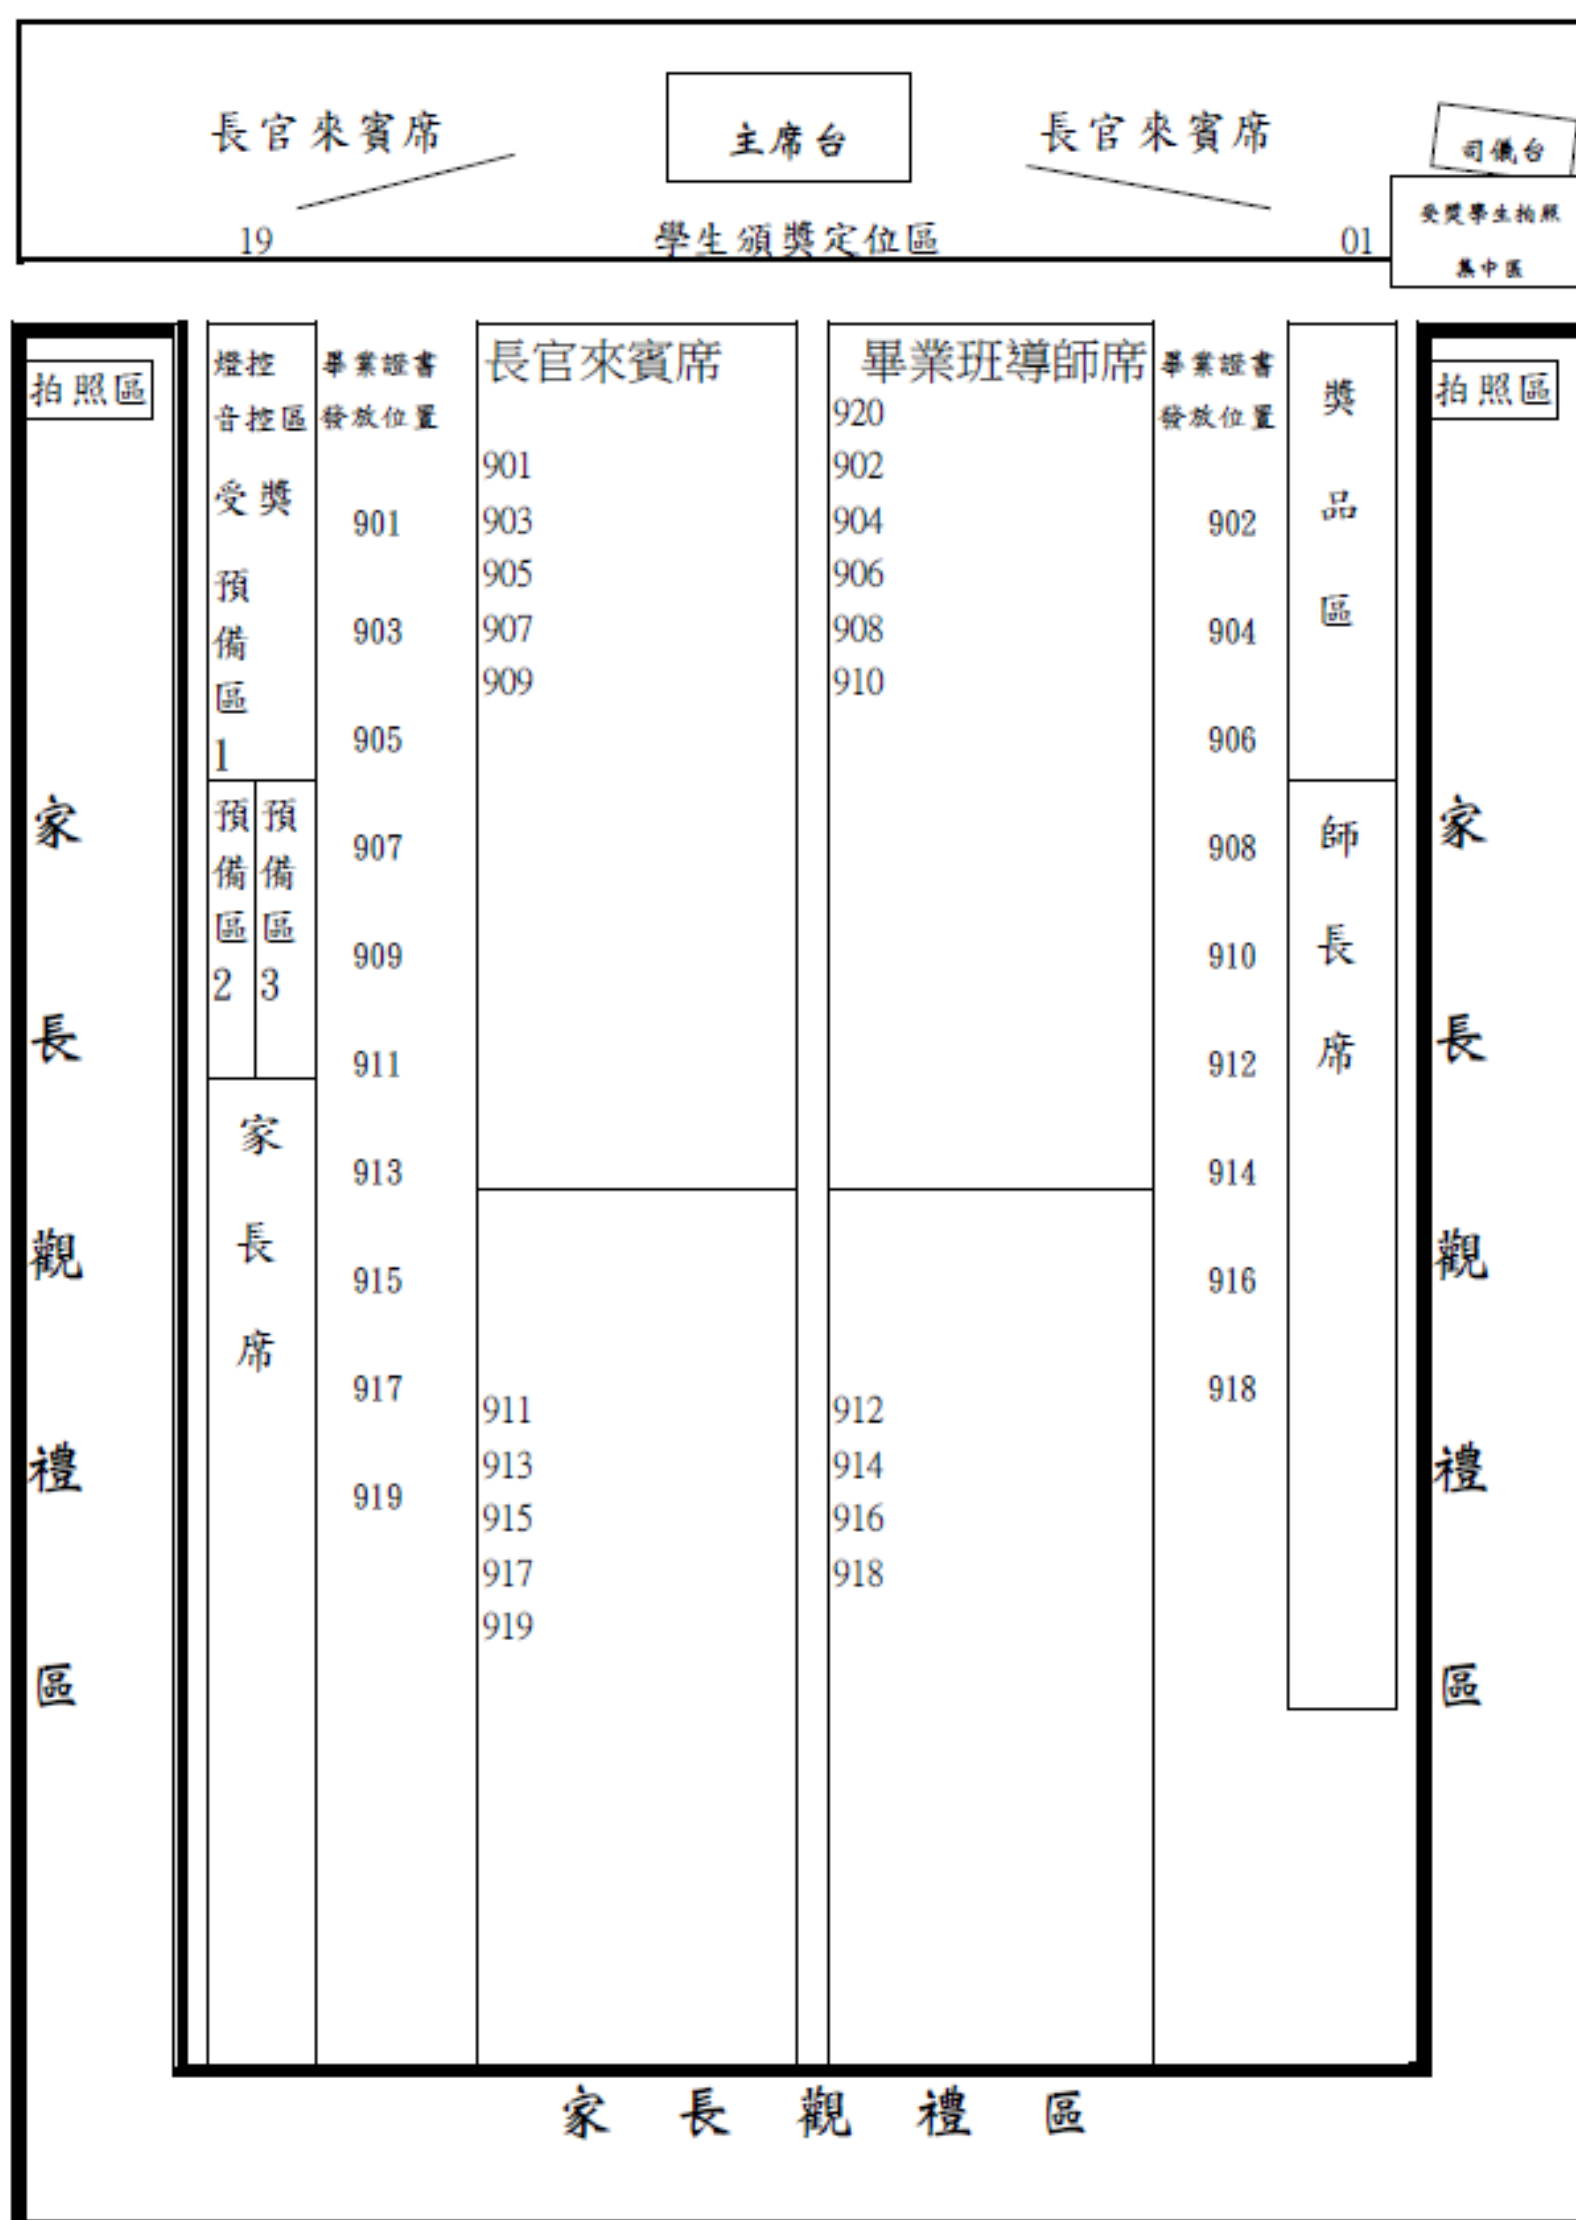 長官來賓席
主席台
長官來賓席
司儀台
受獎學生拍照
集中區
19
學生頒獎定位區
01
拍照區
家
長
觀
禮
區
燈控
音控區
受獎
預
備
區
1
預
備
區
2
預
備
區
3
家
長
席
畢業證書
發放位置
901
903
905
907
909
911
913
915
917
919
長官來賓席
901
903
905
907
909
911
913
915
917
919
畢業班導師席
920
902
904
906
908
910
912
914
916
918
畢業證書
發放位置
902
904
906
908
910
912
914
916
918
獎
品
區
師
長
席
拍照區
家
長
觀
禮
區
家 長 觀 禮 區